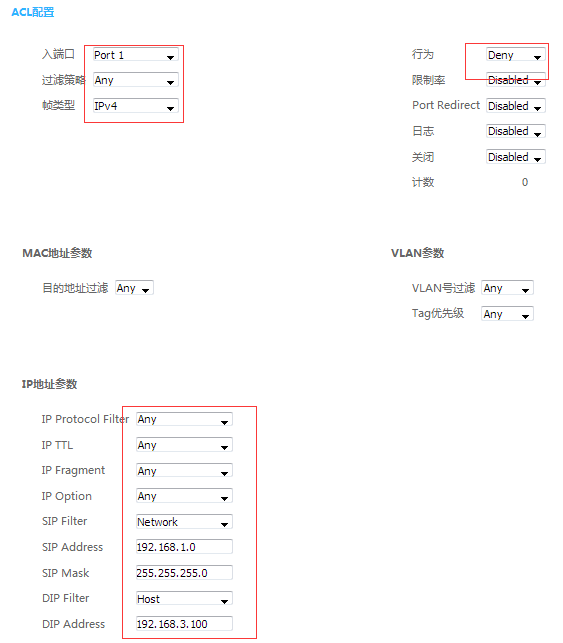 ACL配置
入端口 Port 1 行为 Deny
过滤策略 Any 限制率 Disabled
帧类型 IPv4 Port Redirect Disabled
日志 Disabled
关闭 Disabled
计数 0
MAC地址参数 VLAN参数
目的地址过滤 Any VLAN号过滤 Any
Tag优先级 Any
IP地址参数
IP Protocol Filter Any
IP TTL Any
IP Fragment Any
IP Option Any
SIP Filter Network
SIP Address 192.168.1.0
SIP Mask 255.255.255.0
DIP Filter Host
DIP Address 192.168.3.100